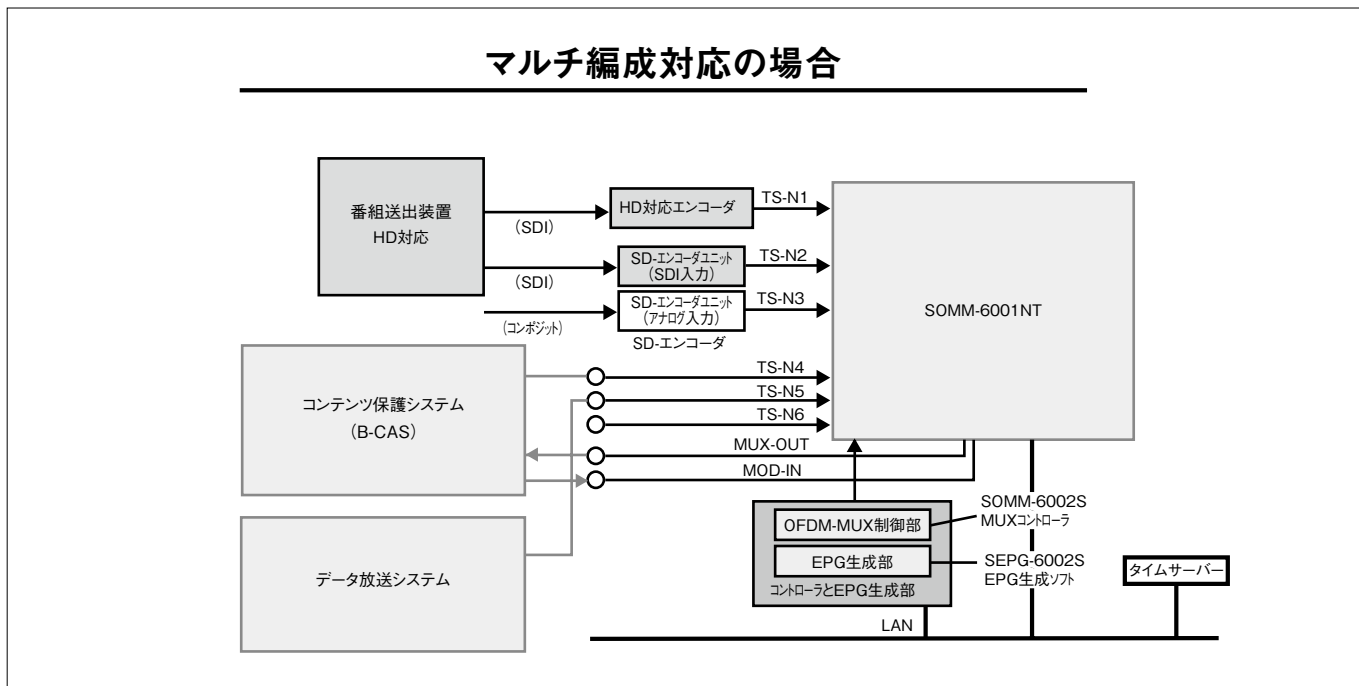 マルチ編成対応の場合
番組送出装置
HD対応
(SDI)
HD対応エンコーダ
TS-N1
(SDI)
SD-エンコーダユニット
(SDI入力)
TS-N2
(コンポジット)
SD-エンコーダユニット
(アナログ入力)
TS-N3
SD-エンコーダ
SOMM-6001NT
コンテンツ保護システム
(B-CAS)
TS-N4
TS-N5
TS-N6
MUX-OUT
MOD-IN
データ放送システム
OFDM-MUX制御部
EPG生成部
コントローラとEPG生成部
SOMM-6002S
MUXコントローラ
SEPG-6002S
EPG生成ソフト
タイムサーバー
LAN